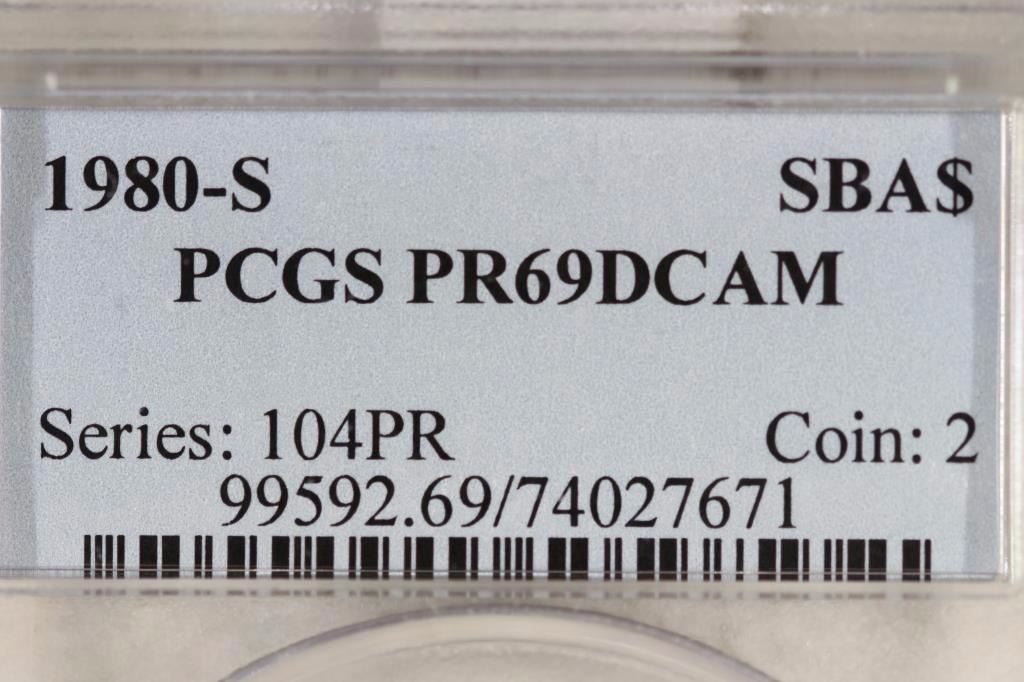 1980-S SBA$
PCGS PR69DCAM
Series: 104PR Coin: 2
99592.69/74027671